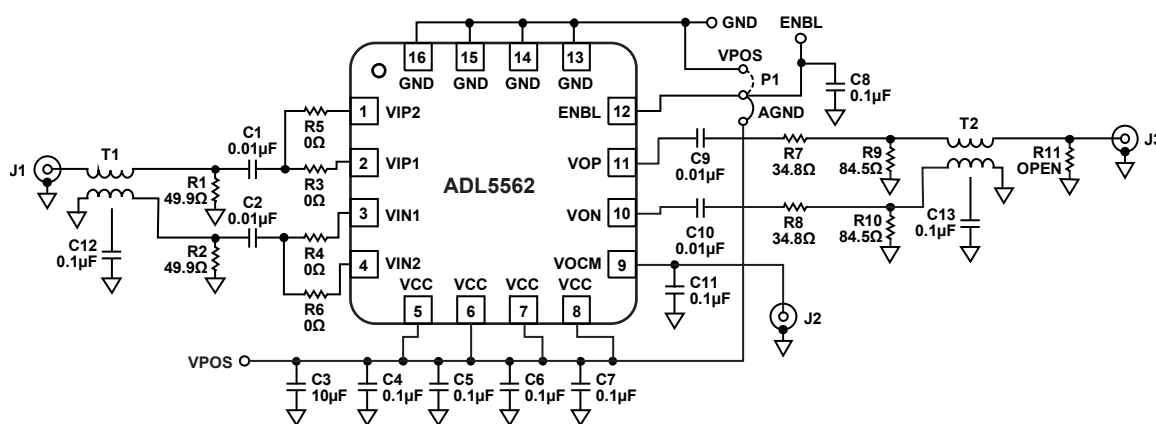 GND
ENBL
VPOS
P1
C8
0.1µF
AGND
16
GND
15
GND
14
GND
13
GND
1
VIP2
2
VIP1
3
VIN1
4
VIN2
ADL5562
ENBL
12
VOP
11
VON
10
VOCM
9
VCC
5
VCC
6
VCC
7
VCC
8
J1
T1
R1
49.9Ω
C1
0.01µF
R5
0Ω
R3
0Ω
C12
0.1µF
R2
49.9Ω
C2
0.01µF
R4
0Ω
R6
0Ω
C9
0.01µF
R7
34.8Ω
R9
84.5Ω
T2
R11
OPEN
J3
C10
0.01µF
R8
34.8Ω
R10
84.5Ω
C13
0.1µF
C11
0.1µF
J2
VPOS
C3
10µF
C4
0.1µF
C5
0.1µF
C6
0.1µF
C7
0.1µF